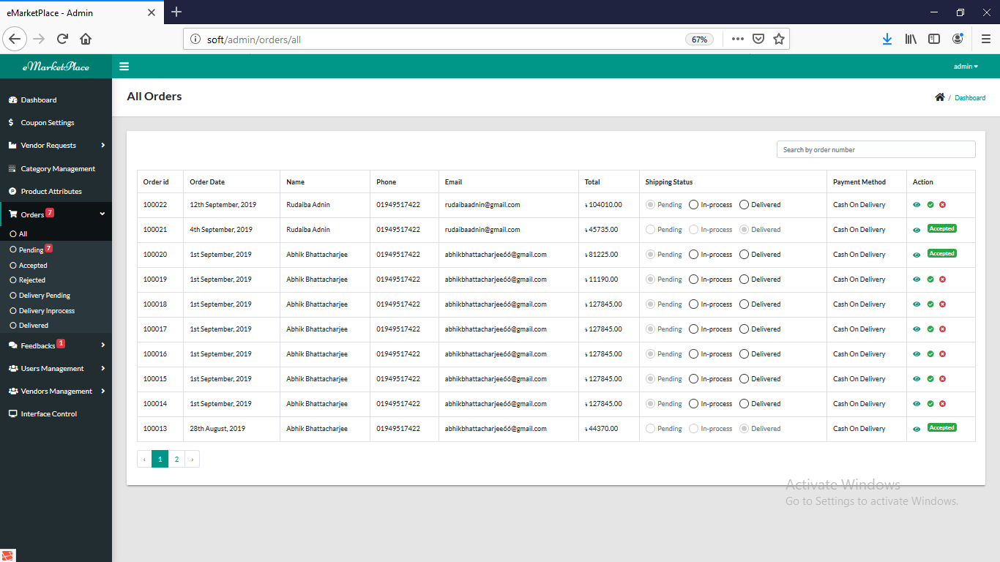 eMarketPlace - Admin
soft/admin/orders/all
67%
eMarketPlace
admin
Dashboard
Coupon Settings
Vendor Requests
Category Management
Product Attributes
Orders 7
All
Pending 7
Accepted
Rejected
Delivery Pending
Delivery Inprocess
Delivered
Feedbacks 1
Users Management
Vendors Management
Interface Control
All Orders
/ Dashboard
Search by order number
Order id Order Date Name Phone Email Total Shipping Status Payment Method Action
100022 12th September, 2019 Rudaiba Adnin 01949517422 rudaibaadnin@gmail.com ৳ 104010.00 Pending In-process Delivered Cash On Delivery
100021 4th September, 2019 Rudaiba Adnin 01949517422 rudaibaadnin@gmail.com ৳ 45735.00 Pending In-process Delivered Cash On Delivery Accepted
100020 1st September, 2019 Abhik Bhattacharjee 01949517422 abhikbhattacharjee66@gmail.com ৳ 81225.00 Pending In-process Delivered Cash On Delivery Accepted
100019 1st September, 2019 Abhik Bhattacharjee 01949517422 abhikbhattacharjee66@gmail.com ৳ 11190.00 Pending In-process Delivered Cash On Delivery
100018 1st September, 2019 Abhik Bhattacharjee 01949517422 abhikbhattacharjee66@gmail.com ৳ 127845.00 Pending In-process Delivered Cash On Delivery
100017 1st September, 2019 Abhik Bhattacharjee 01949517422 abhikbhattacharjee66@gmail.com ৳ 127845.00 Pending In-process Delivered Cash On Delivery
100016 1st September, 2019 Abhik Bhattacharjee 01949517422 abhikbhattacharjee66@gmail.com ৳ 127845.00 Pending In-process Delivered Cash On Delivery
100015 1st September, 2019 Abhik Bhattacharjee 01949517422 abhikbhattacharjee66@gmail.com ৳ 127845.00 Pending In-process Delivered Cash On Delivery
100014 1st September, 2019 Abhik Bhattacharjee 01949517422 abhikbhattacharjee66@gmail.com ৳ 127845.00 Pending In-process Delivered Cash On Delivery
100013 28th August, 2019 Abhik Bhattacharjee 01949517422 abhikbhattacharjee66@gmail.com ৳ 44370.00 Pending In-process Delivered Cash On Delivery Accepted
‹ 1 2 ›
Activate Windows
Go to Settings to activate Windows.